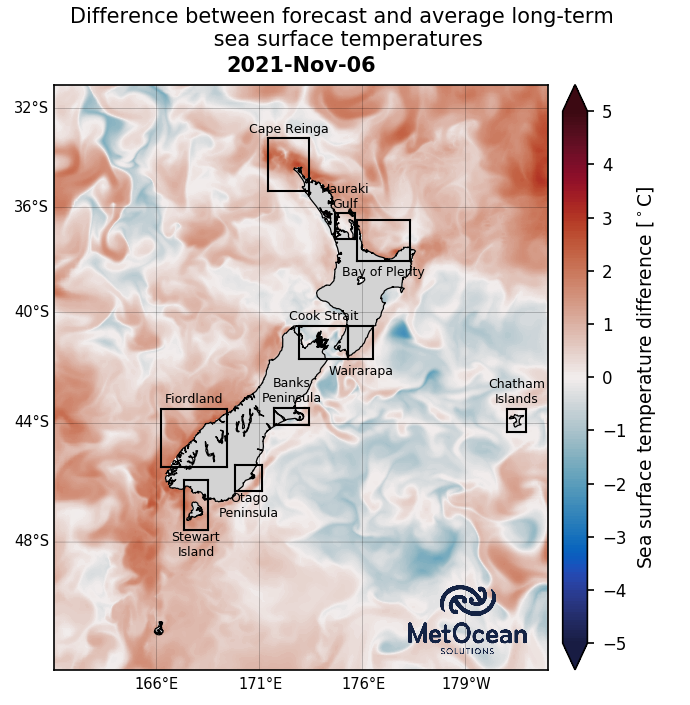 Difference between forecast and average long-term
sea surface temperatures
2021-Nov-06
32°S
36°S
40°S
44°S
48°S
Cape Reinga
Hauraki
Gulf
Bay of Plenty
Cook Strait
Wairarapa
Banks
Peninsula
Fiordland
Chatham
Islands
Otago
Peninsula
Stewart
Island
MetOcean
SOLUTIONS
166°E
171°E
176°E
179°W
5
4
3
2
1
0
−1
−2
−3
−4
−5
Sea surface temperature difference [°C]